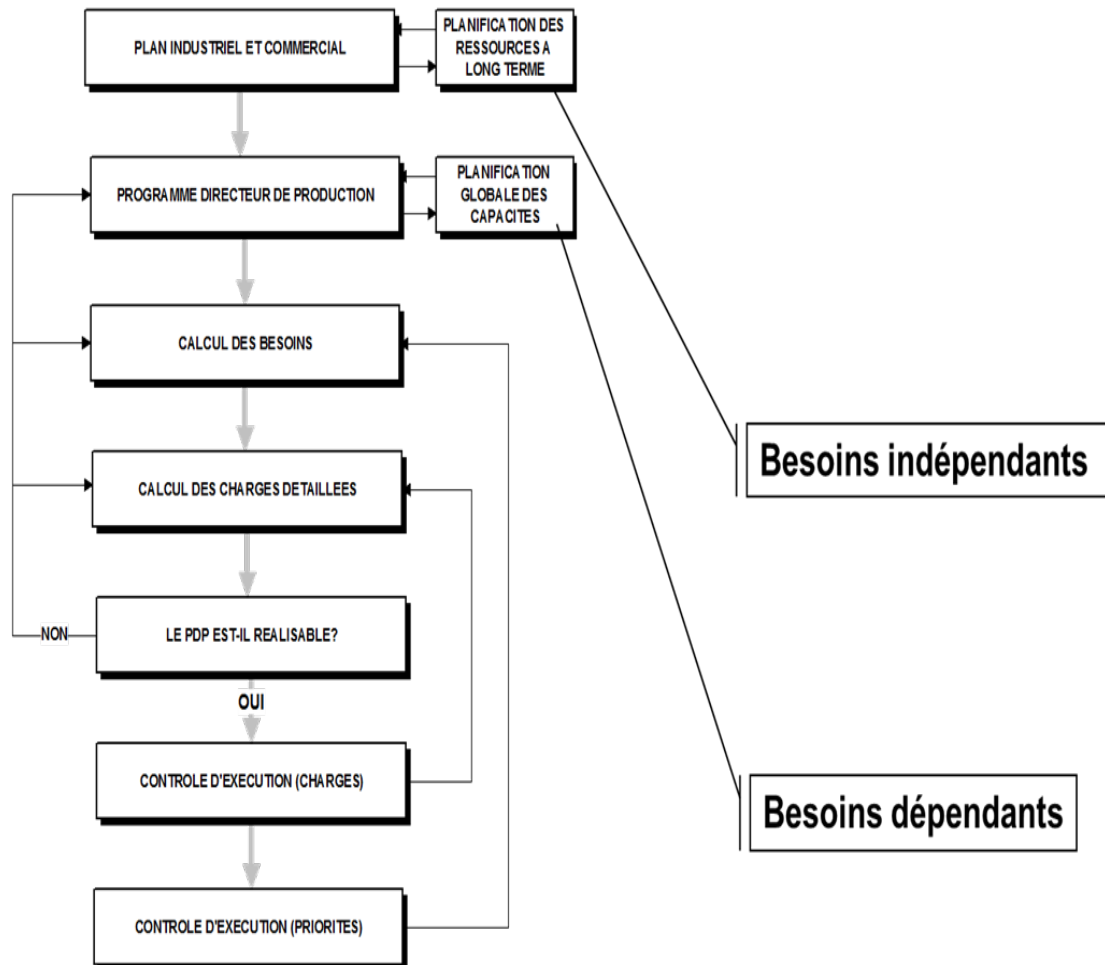 PLAN INDUSTRIEL ET COMMERCIAL
PLANIFICATION DES
RESSOURCES A
LONG TERME
PROGRAMME DIRECTEUR DE PRODUCTION
PLANIFICATION
GLOBALE DES
CAPACITES
CALCUL DES BESOINS
Besoins indépendants
CALCUL DES CHARGES DETAILLEES
NON
LE PDP EST-IL REALISABLE?
OUI
CONTROLE D'EXECUTION (CHARGES)
Besoins dépendants
CONTROLE D'EXECUTION (PRIORITES)